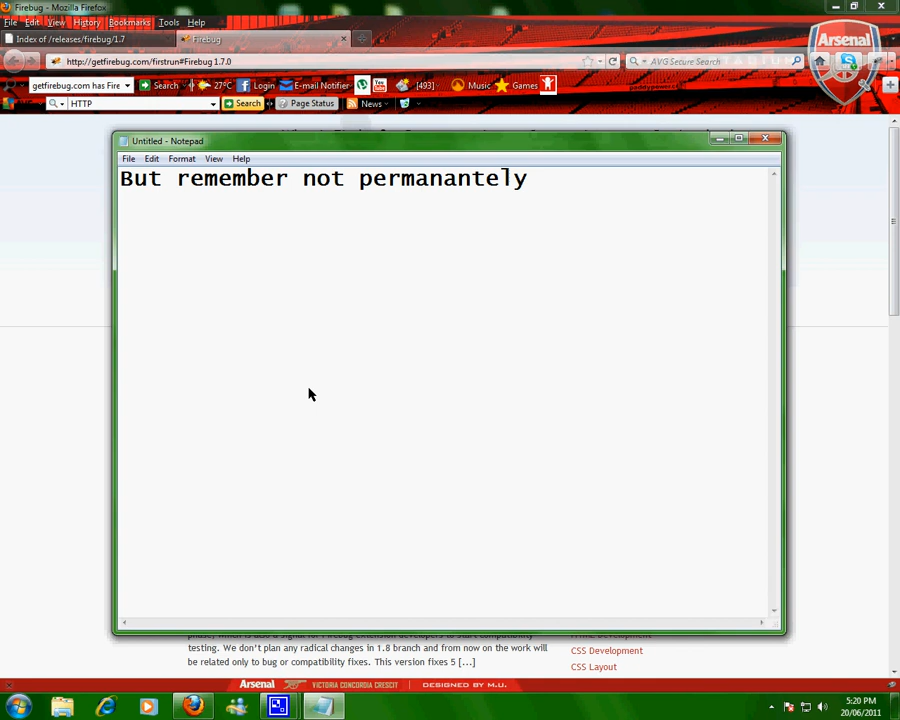 Firebug - Mozilla Firefox
File Edit View History Bookmarks Tools Help
Index of /releases/firebug/1.7
Firebug
http://getfirebug.com/firstrun#Firebug 1.7.0
AVG Secure Search
Arsenal
getfirebug.com has Fire
Search
27°C
Login
E-mail Notifier
[493]
Music
Games
HTTP
Search
Page Status
News
Untitled - Notepad
File Edit Format View Help
But remember not permanantely
testing. We don't plan any radical changes in 1.8 branch and from now on the work will
be related only to bug or compatibility fixes. This version fixes 5 [...]
CSS Development
CSS Layout
Arsenal VICTORIA CONCORDIA CRESCIT DESIGNED BY M.U.
5:20 PM
20/06/2011